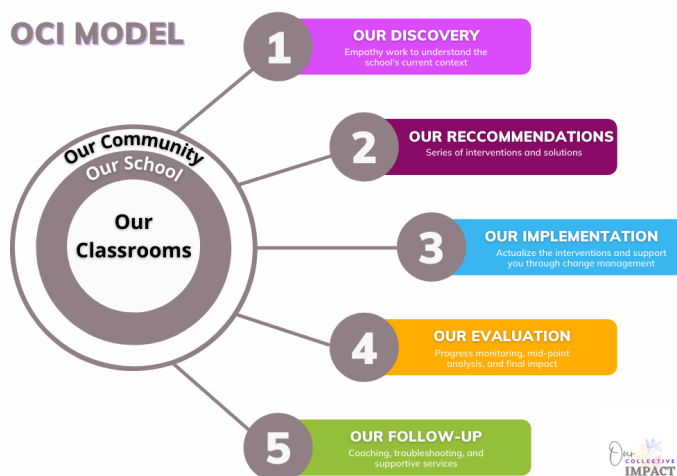 OCI MODEL
1
OUR DISCOVERY
Empathy work to understand the
school's current context
2
OUR RECCOMMENDATIONS
Series of interventions and solutions
Our Community
Our School
Our
Classrooms
3
OUR IMPLEMENTATION
Actualize the interventions and support
you through change management
4
OUR EVALUATION
Progress monitoring, mid-point
analysis, and final impact
5
OUR FOLLOW-UP
Coaching, troubleshooting, and
supportive services
Our
COLLECTIVE
IMPACT